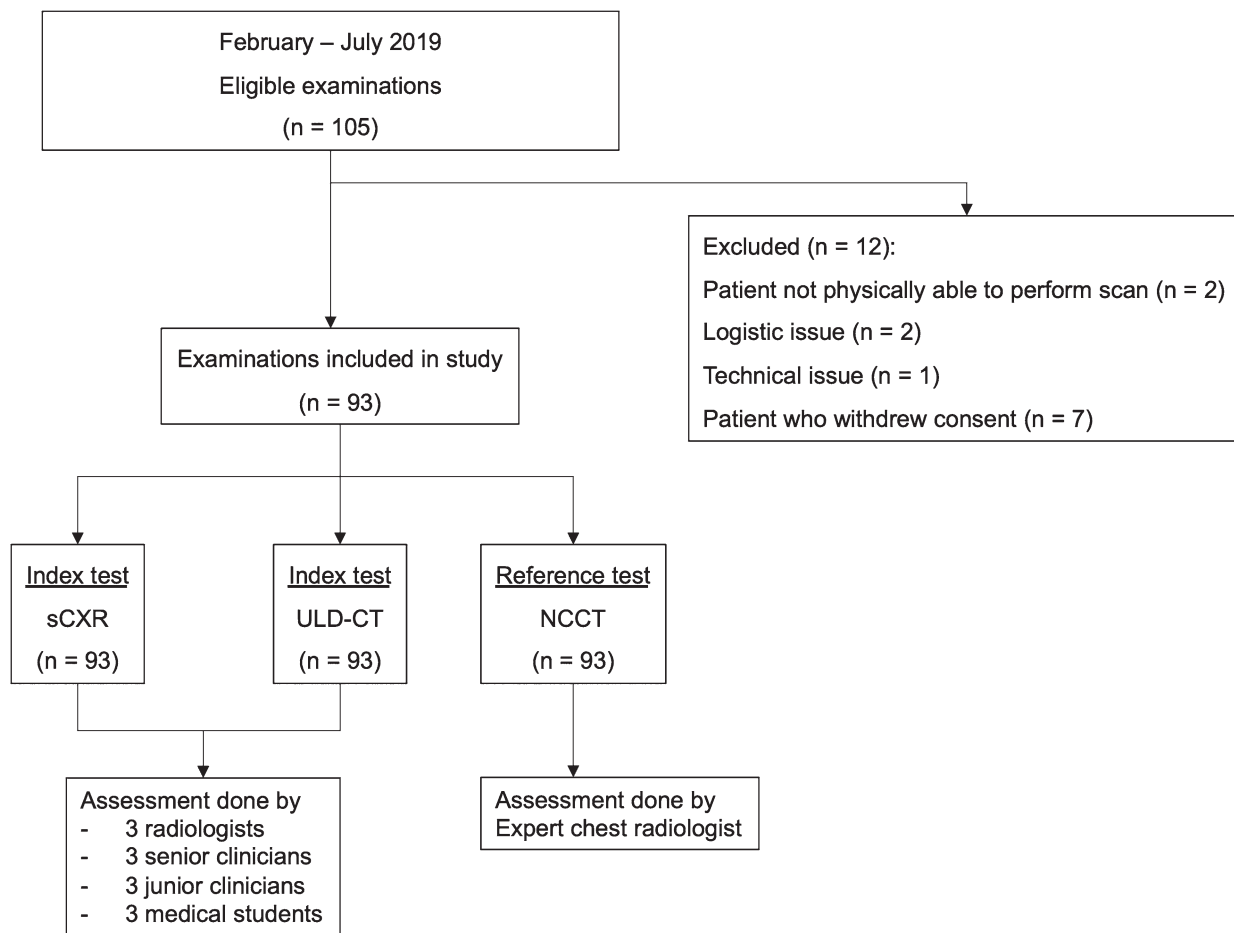 February – July 2019
Eligible examinations
(n = 105)
Excluded (n = 12):
Patient not physically able to perform scan (n = 2)
Logistic issue (n = 2)
Technical issue (n = 1)
Patient who withdrew consent (n = 7)
Examinations included in study
(n = 93)
Index test
sCXR
(n = 93)
Index test
ULD-CT
(n = 93)
Reference test
NCCT
(n = 93)
Assessment done by
- 3 radiologists
- 3 senior clinicians
- 3 junior clinicians
- 3 medical students
Assessment done by
Expert chest radiologist